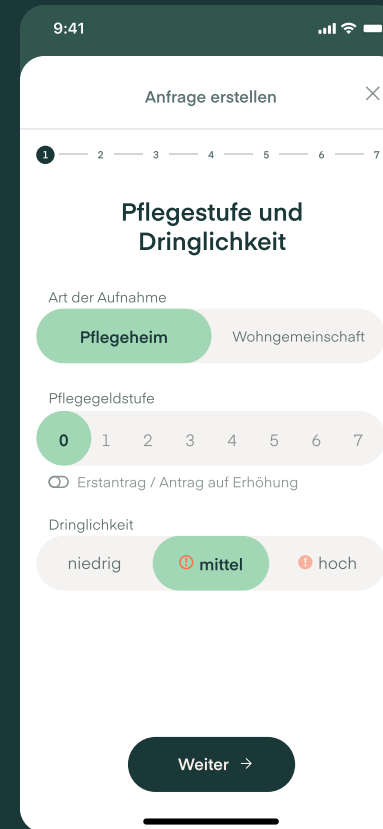 9:41
Anfrage erstellen
1 2 3 4 5 6 7
Pflegestufe und
Dringlichkeit
Art der Aufnahme
Pflegeheim Wohngemeinschaft
Pflegegeldstufe
0 1 2 3 4 5 6 7
Erstantrag / Antrag auf Erhöhung
Dringlichkeit
niedrig mittel hoch
Weiter →